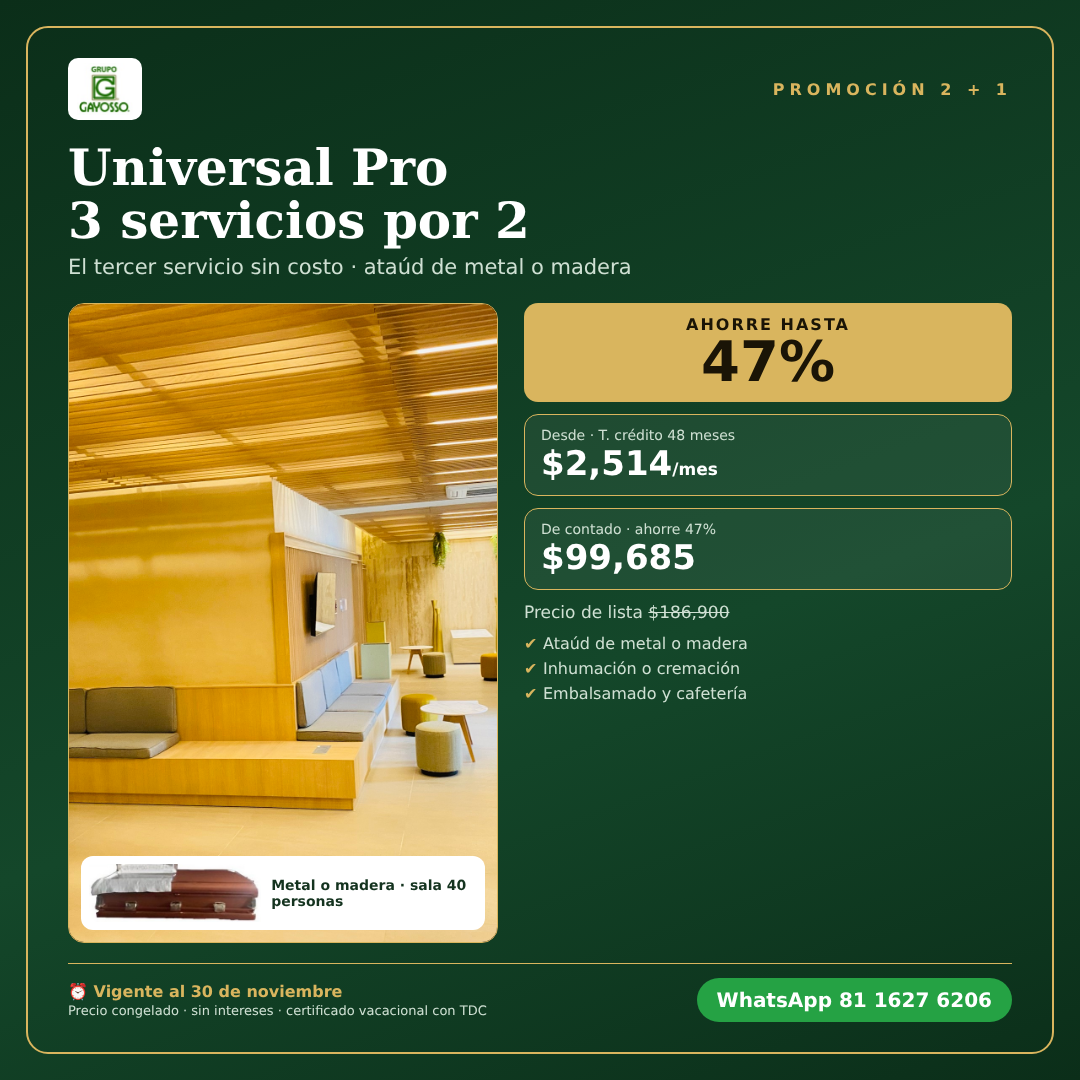 GRUPO
G
GAYOSSO
PROMOCIÓN 2 + 1
Universal Pro
3 servicios por 2
El tercer servicio sin costo · ataúd de metal o madera
AHORRE HASTA
47%
Desde · T. crédito 48 meses
$2,514/mes
De contado · ahorre 47%
$99,685
Precio de lista $186,900
✔ Ataúd de metal o madera
✔ Inhumación o cremación
✔ Embalsamado y cafetería
Metal o madera · sala 40
personas
⏰ Vigente al 30 de noviembre
Precio congelado · sin intereses · certificado vacacional con TDC
WhatsApp 81 1627 6206